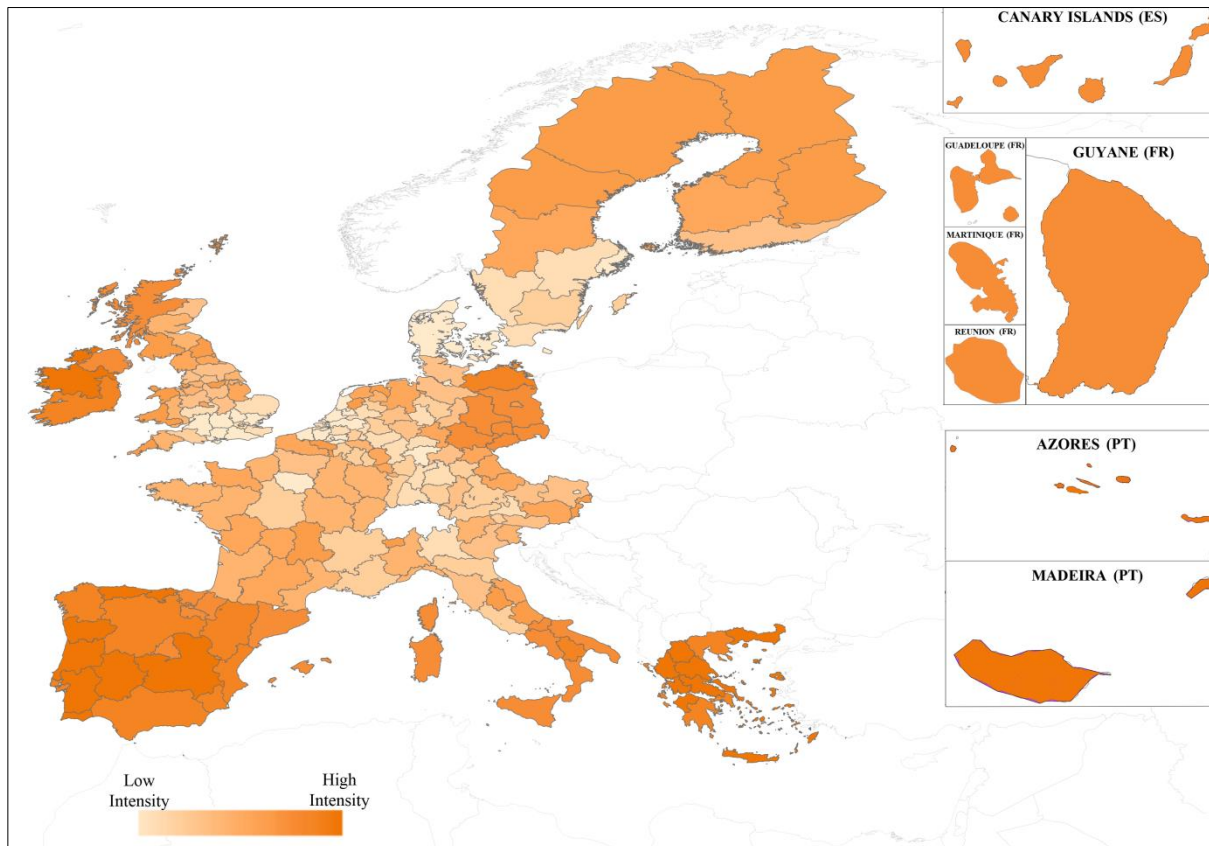 CANARY ISLANDS (ES)
GUADELOUPE (FR)
GUYANE (FR)
MARTINIQUE (FR)
REUNION (FR)
AZORES (PT)
MADEIRA (PT)
Low
Intensity
High
Intensity